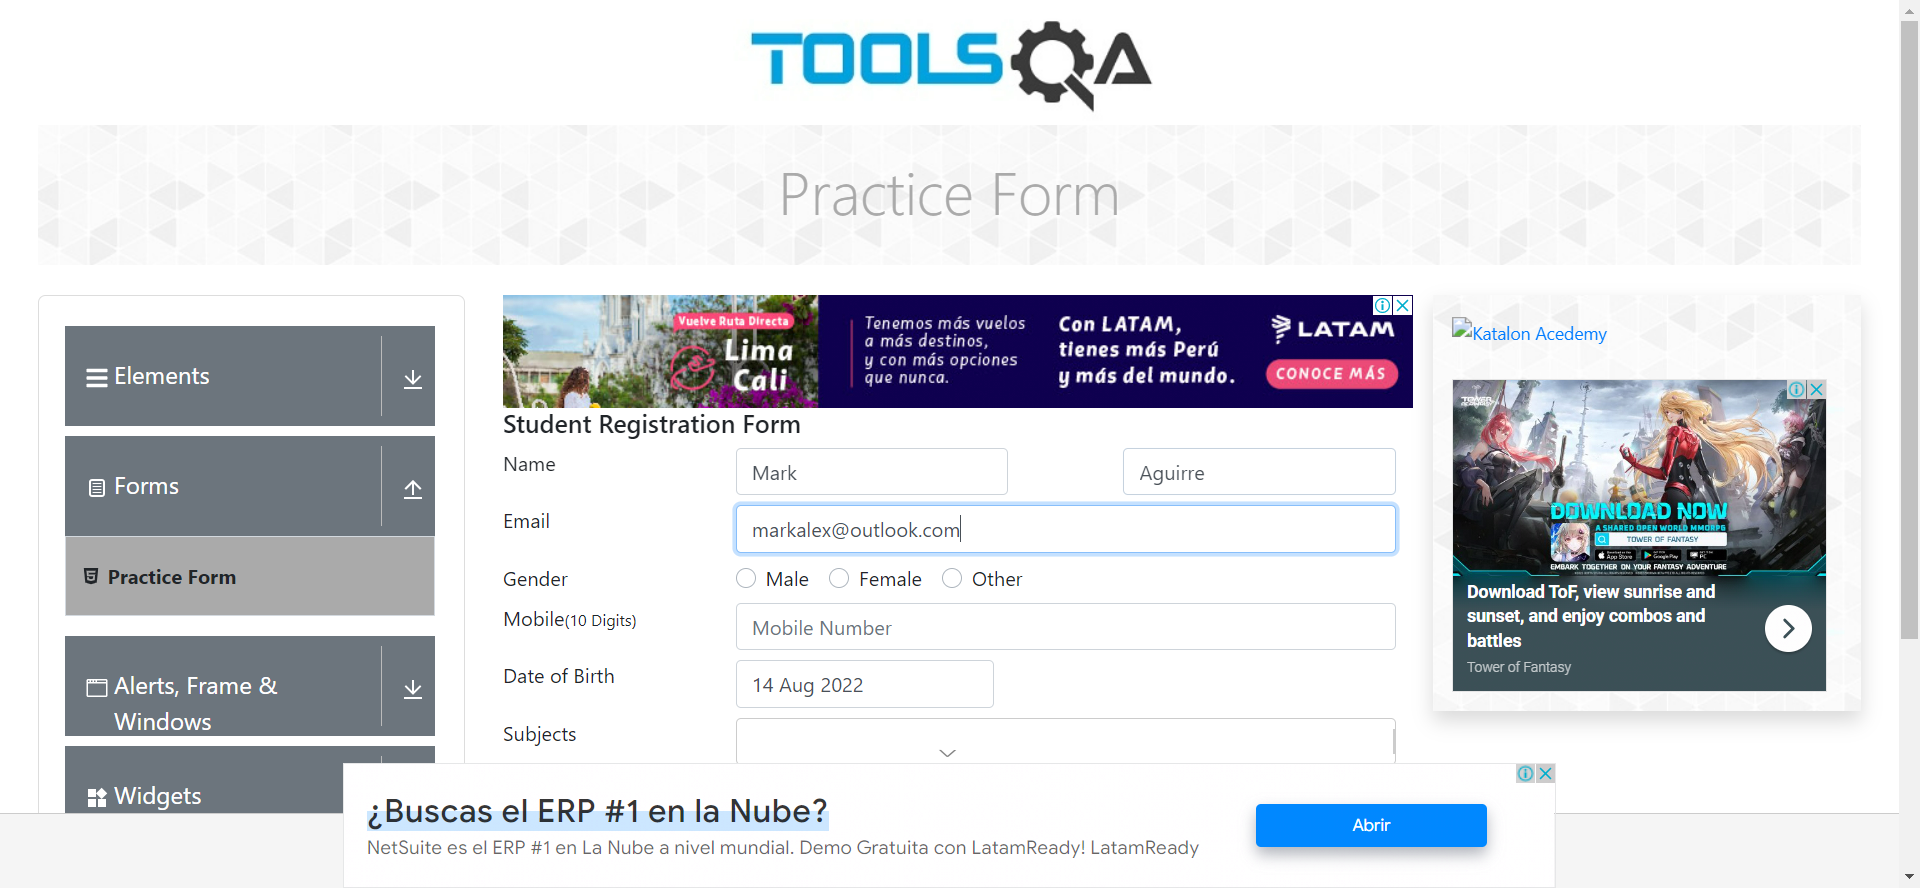 TOOLSQA
Practice Form
Elements
Forms
Practice Form
Alerts, Frame &
Windows
Widgets
Vuelve Ruta Directa
Lima
Cali
Tenemos más vuelos
a más destinos,
y con más opciones
que nunca.
Con LATAM,
tienes más Perú
y más del mundo.
LATAM
CONOCE MÁS
Student Registration Form
Name
Mark
Aguirre
Email
markalex@outlook.com
Gender
Male
Female
Other
Mobile(10 Digits)
Mobile Number
Date of Birth
14 Aug 2022
Subjects
Katalon Acedemy
DOWNLOAD NOW
A SHARED OPEN WORLD MMORPG
TOWER OF FANTASY
App Store
Google Play
PC
EMBARK TOGETHER ON YOUR FANTASY ADVENTURE
Download ToF, view sunrise and
sunset, and enjoy combos and
battles
Tower of Fantasy
¿Buscas el ERP #1 en la Nube?
NetSuite es el ERP #1 en La Nube a nivel mundial. Demo Gratuita con LatamReady! LatamReady
Abrir